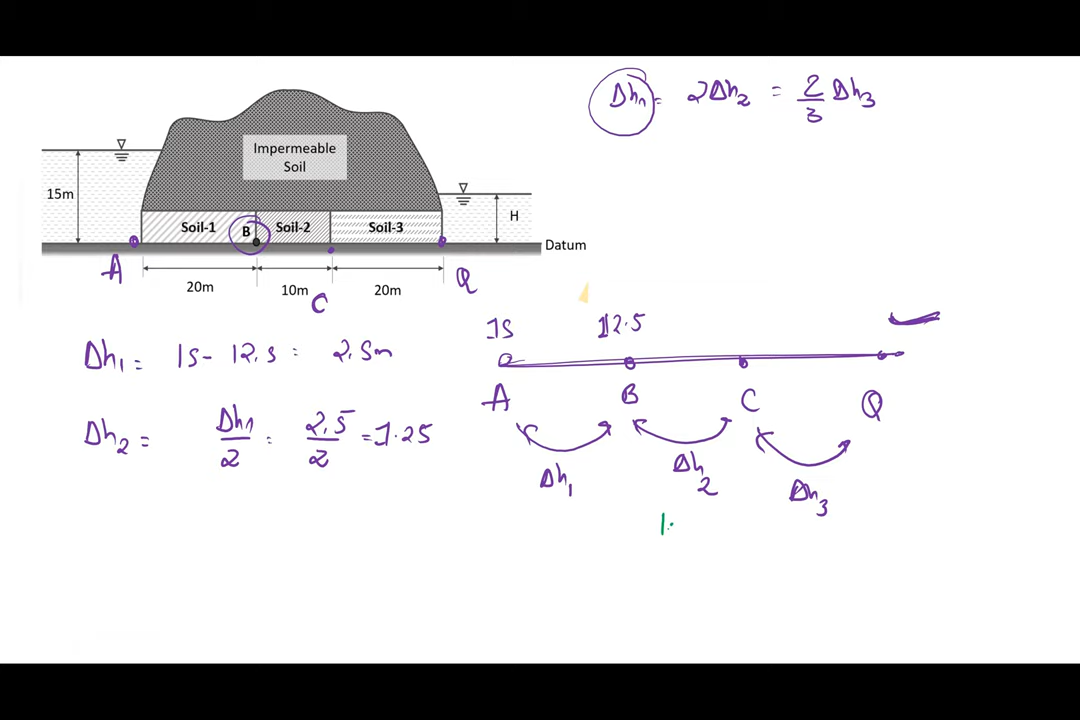 Δh₁ = 2Δh₂ = 2/3 Δh₃
Impermeable
Soil
15m
H
Soil-1
B
Soil-2
Soil-3
Datum
A
Q
20m
10m
20m
C
15
12.5
Δh₁ = 15 - 12.5 = 2.5m
A
B
C
Q
Δh₂ = Δh₁/2 = 2.5/2 = 1.25
Δh₁
Δh₂
Δh₃
1.